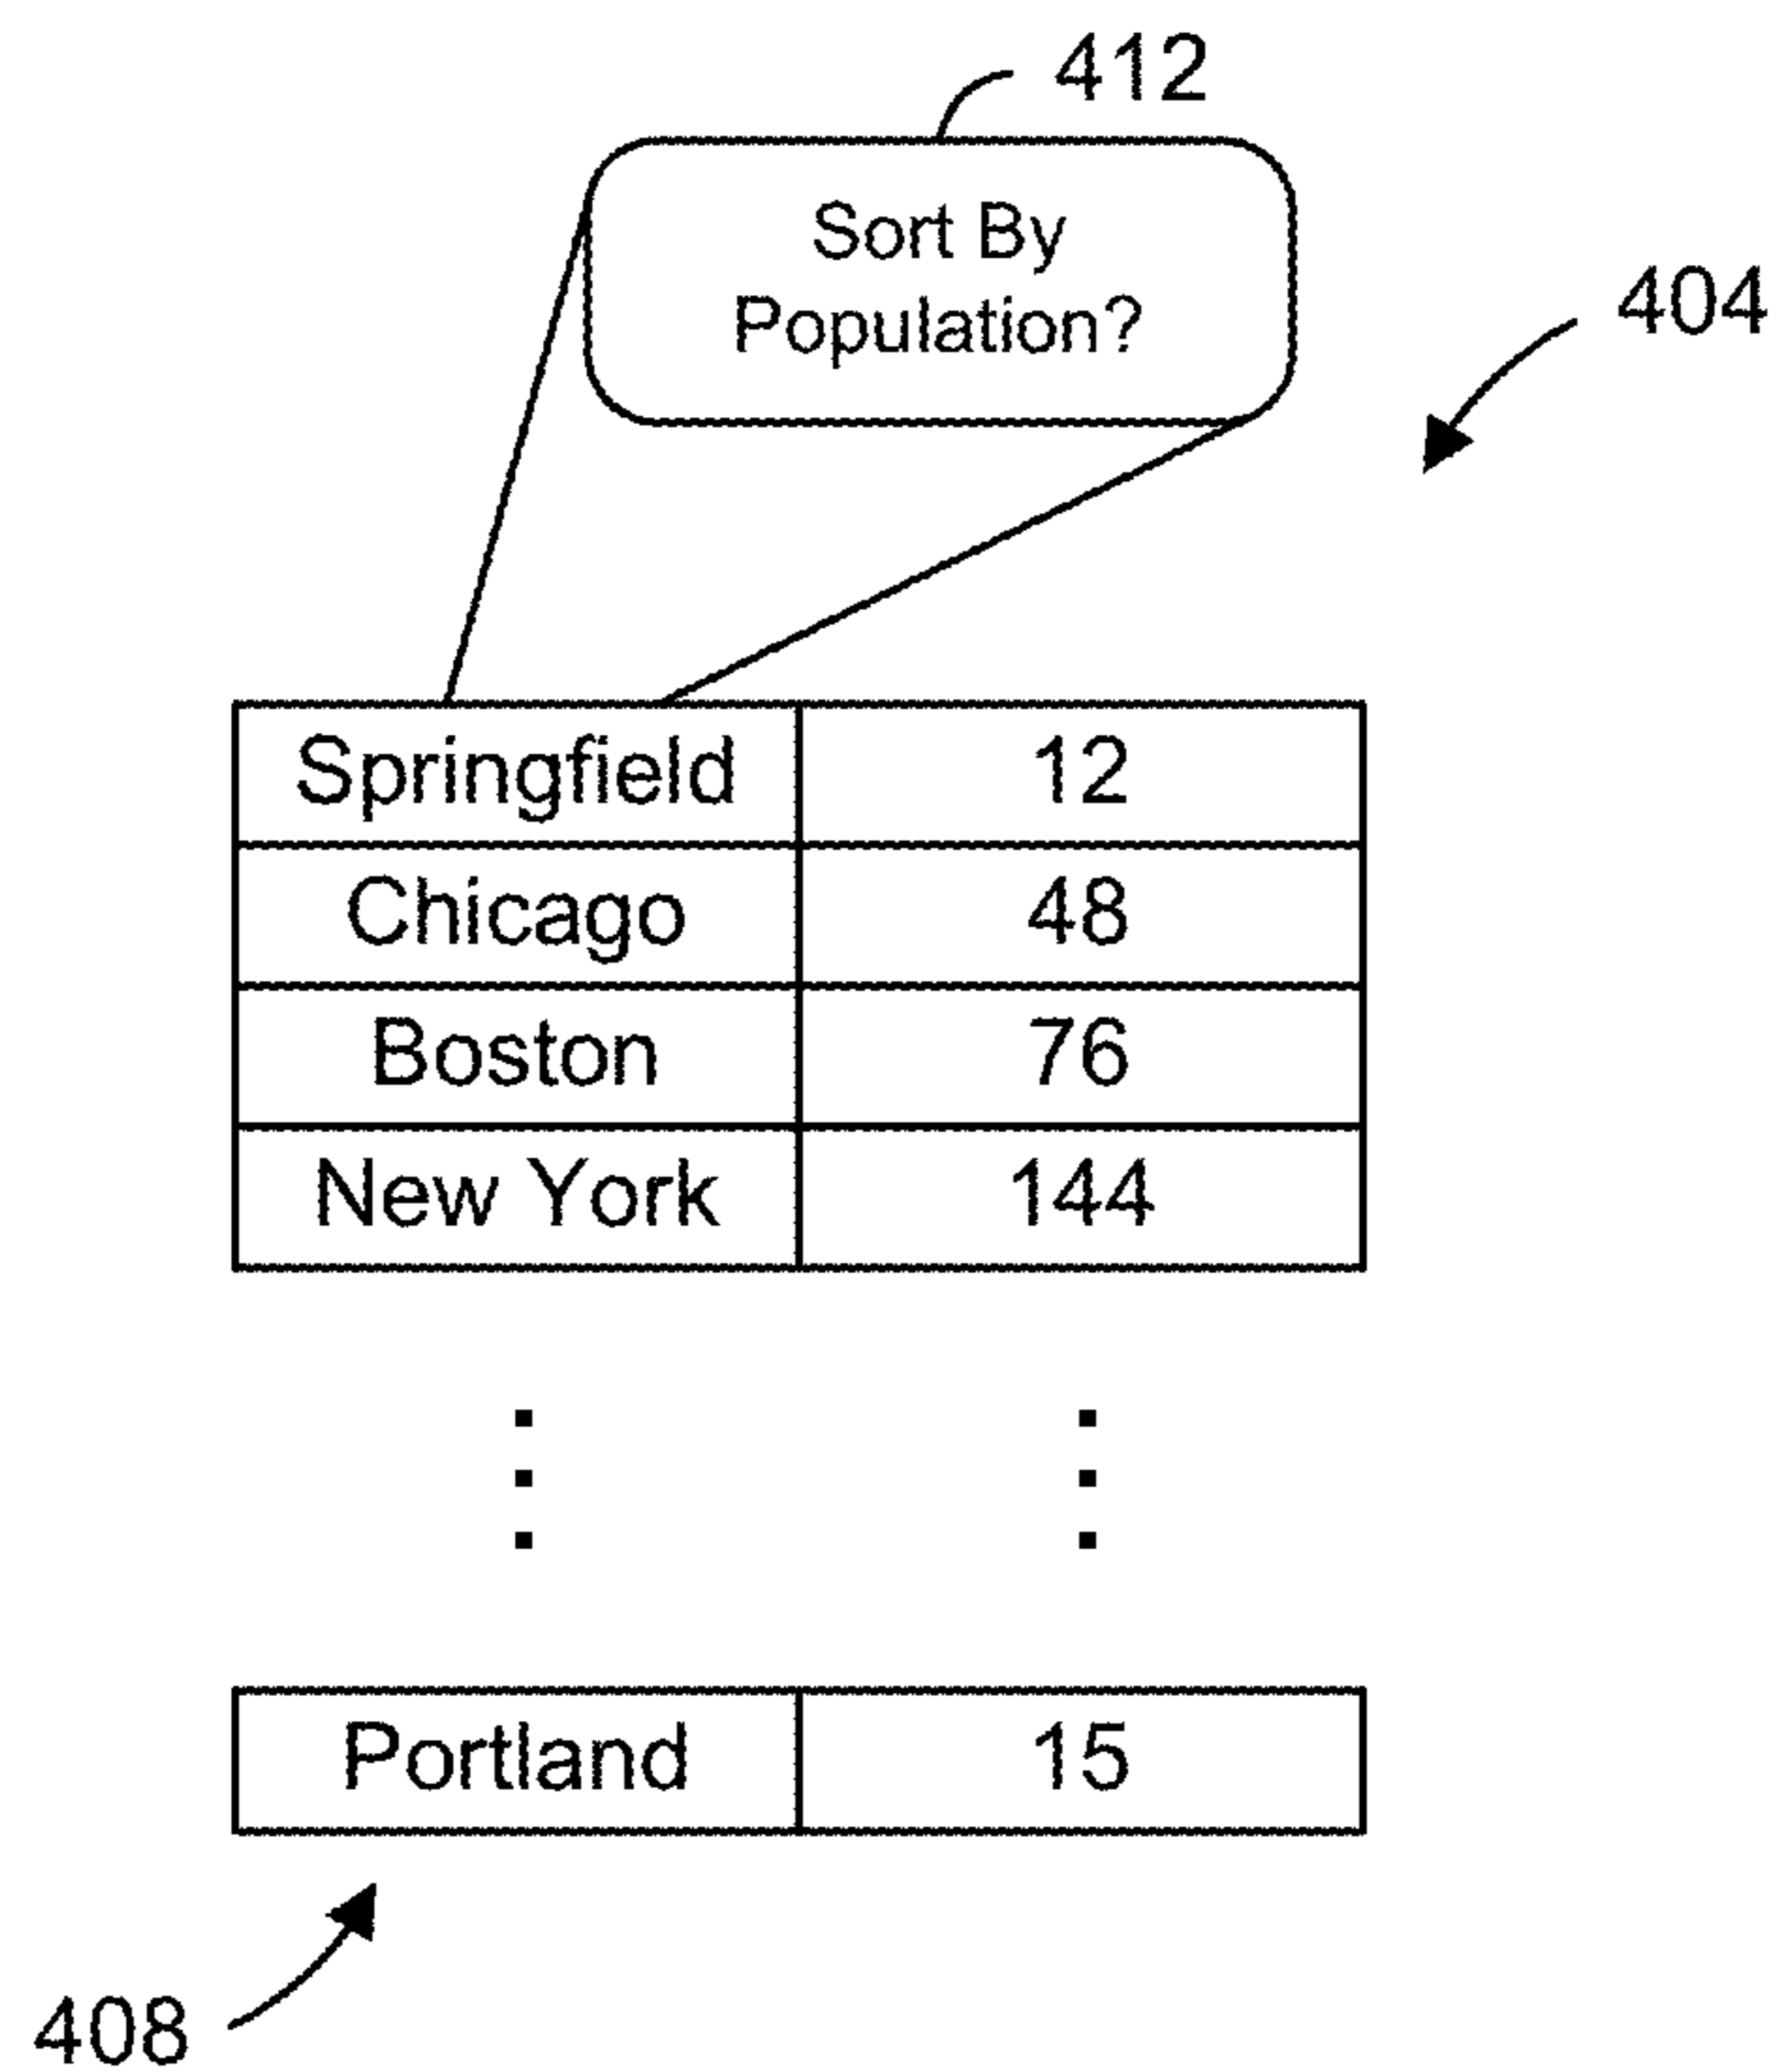 412
Sort By
Population?
404
Springfield 12
Chicago 48
Boston 76
New York 144
Portland 15
408